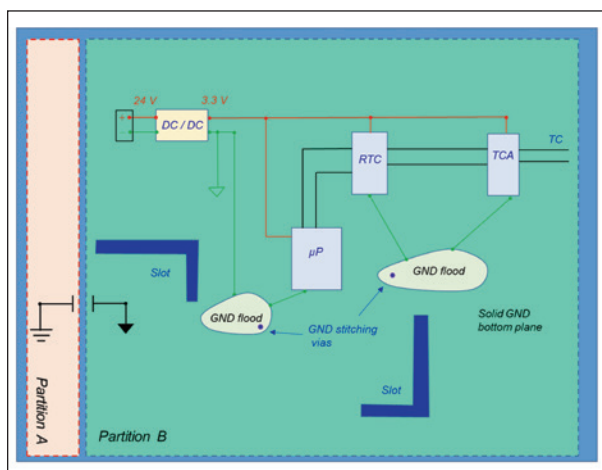 24 V
3.3 V
DC / DC
+
-
RTC
TCA
TC
µP
Slot
GND flood
GND flood
GND stitching
vias
Solid GND
bottom plane
Slot
Partition A
Partition B